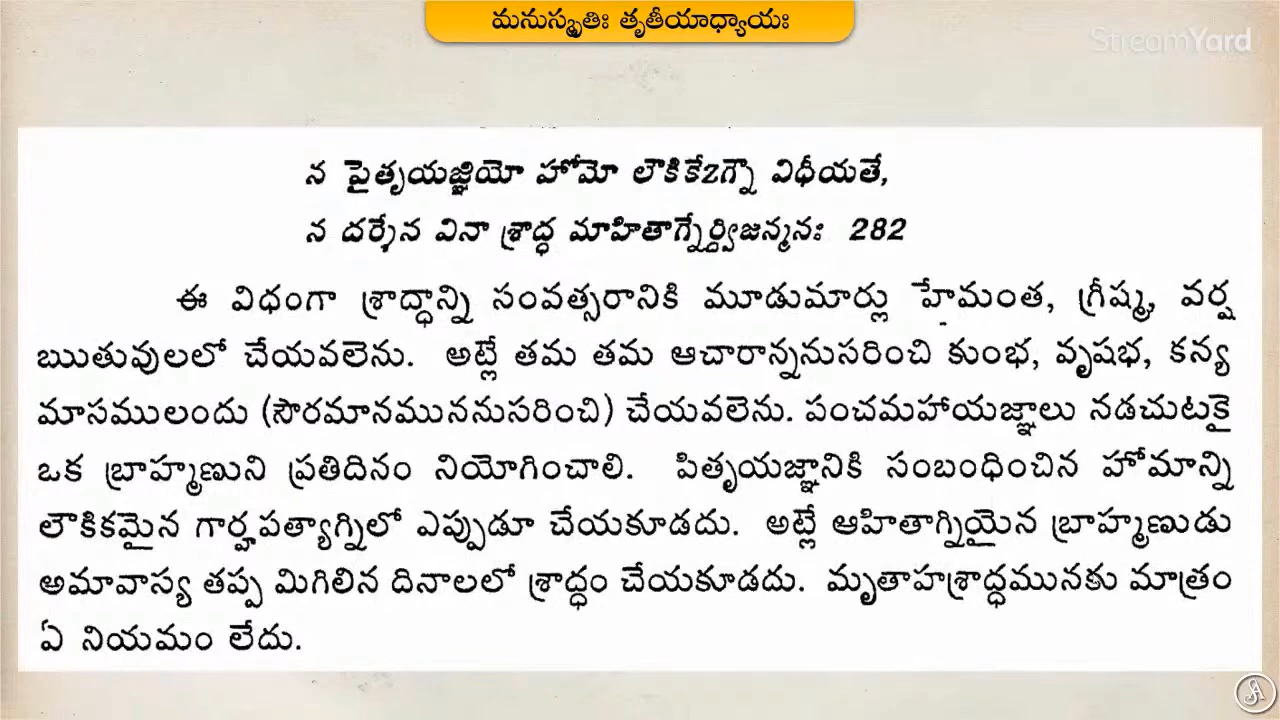 మనుస్మృతిః తృతీయాధ్యాయః
StreamYard
న పైతృయజ్ఞియో హోమో లౌకికేzగ్నౌ విధీయతే,
న దర్శేన వినా శ్రాద్ధ మాహితాగ్నేర్ద్విజన్మనః 282
ఈ విధంగా శ్రాద్ధాన్ని సంవత్సరానికి మూడుమార్లు హేమంత, గ్రీష్మ, వర్ష
ఋతువులలో చేయవలెను. అట్లే తమ తమ ఆచారాన్ననుసరించి కుంభ, వృషభ, కన్య
మాసములందు (సౌరమానముననుసరించి) చేయవలెను. పంచమహాయజ్ఞాలు నడచుటకై
ఒక బ్రాహ్మణుని ప్రతిదినం నియోగించాలి. పితృయజ్ఞానికి సంబంధించిన హోమాన్ని
లౌకికమైన గార్హపత్యాగ్నిలో ఎప్పుడూ చేయకూడదు. అట్లే ఆహితాగ్నియైన బ్రాహ్మణుడు
అమావాస్య తప్ప మిగిలిన దినాలలో శ్రాద్ధం చేయకూడదు. మృతాహశ్రాద్ధమునకు మాత్రం
ఏ నియమం లేదు.